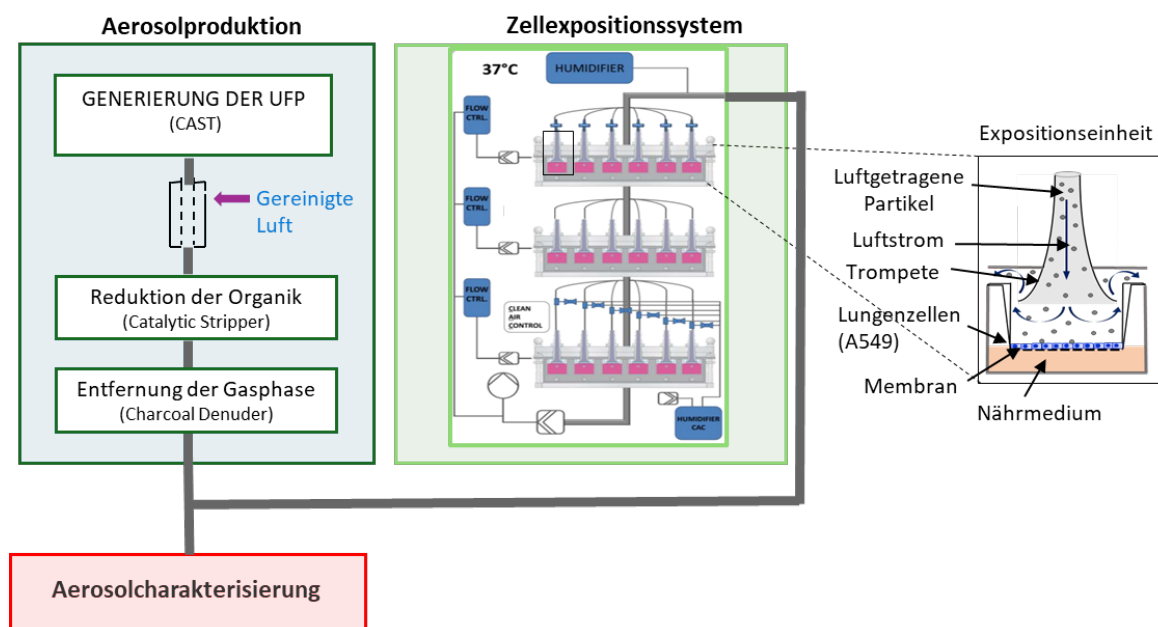 Aerosolproduktion
GENERIERUNG DER UFP
(CAST)
Gereinigte
Luft
Reduktion der Organik
(Catalytic Stripper)
Entfernung der Gasphase
(Charcoal Denuder)
Aerosolcharakterisierung
Zellexpositionssystem
37°C
HUMIDIFIER
FLOW
CTRL.
FLOW
CTRL.
FLOW
CTRL.
CLEAN
AIR
CONTROL
HUMIDIFIER
CAC
Expositionseinheit
Luftgetragene
Partikel
Luftstrom
Trompete
Lungenzellen
(A549)
Membran
Nährmedium